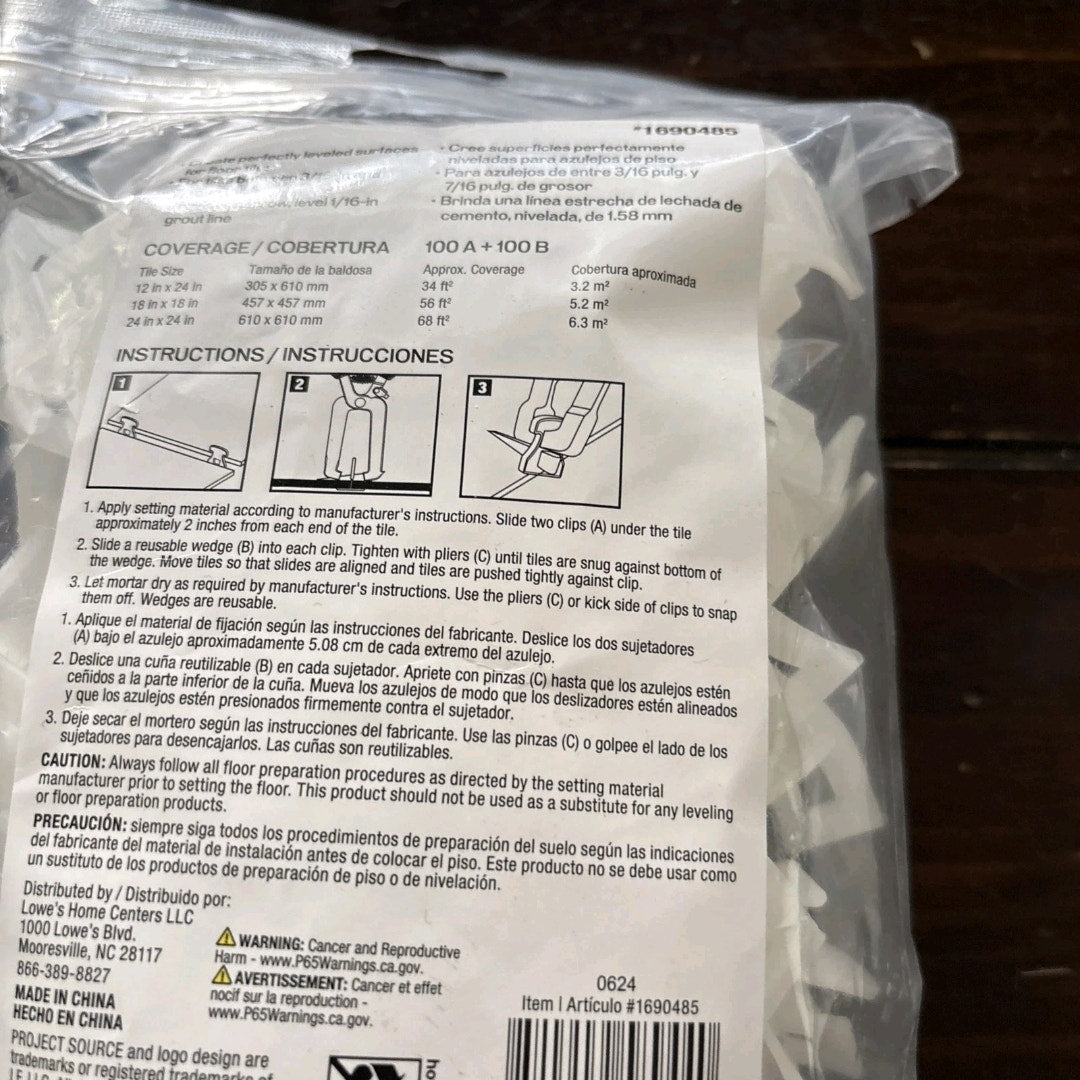 *1690485
perfectly leveled surfaces
level 1/16-in
grout line
• Cree superficies perfectamente
niveladas para azulejos de piso
• Para azulejos de entre 3/16 pulg. y
7/16 pulg. de grosor
• Brinda una línea estrecha de lechada de
cemento, nivelada, de 1.58 mm
COVERAGE / COBERTURA 100 A + 100 B
Tile Size Tamaño de la baldosa Approx. Coverage Cobertura aproximada
12 in x 24 in 305 x 610 mm 34 ft² 3.2 m²
18 in x 18 in 457 x 457 mm 56 ft² 5.2 m²
24 in x 24 in 610 x 610 mm 68 ft² 6.3 m²
INSTRUCTIONS / INSTRUCCIONES
1 2 3
1. Apply setting material according to manufacturer's instructions. Slide two clips (A) under the tile
approximately 2 inches from each end of the tile.
2. Slide a reusable wedge (B) into each clip. Tighten with pliers (C) until tiles are snug against bottom of
the wedge. Move tiles so that slides are aligned and tiles are pushed tightly against clip.
3. Let mortar dry as required by manufacturer's instructions. Use the pliers (C) or kick side of clips to snap
them off. Wedges are reusable.
1. Aplique el material de fijación según las instrucciones del fabricante. Deslice los dos sujetadores
(A) bajo el azulejo aproximadamente 5.08 cm de cada extremo del azulejo.
2. Deslice una cuña reutilizable (B) en cada sujetador. Apriete con pinzas (C) hasta que los azulejos estén
ceñidos a la parte inferior de la cuña. Mueva los azulejos de modo que los deslizadores estén alineados
y que los azulejos estén presionados firmemente contra el sujetador.
3. Deje secar el mortero según las instrucciones del fabricante. Use las pinzas (C) o golpee el lado de los
sujetadores para desencajarlos. Las cuñas son reutilizables.
CAUTION: Always follow all floor preparation procedures as directed by the setting material
manufacturer prior to setting the floor. This product should not be used as a substitute for any leveling
or floor preparation products.
PRECAUCIÓN: siempre siga todos los procedimientos de preparación del suelo según las indicaciones
del fabricante del material de instalación antes de colocar el piso. Este producto no se debe usar como
un sustituto de los productos de preparación de piso o de nivelación.
Distributed by / Distribuido por:
Lowe's Home Centers LLC
1000 Lowe's Blvd.
Mooresville, NC 28117
866-389-8827
MADE IN CHINA
HECHO EN CHINA
WARNING: Cancer and Reproductive
Harm - www.P65Warnings.ca.gov.
AVERTISSEMENT: Cancer et effet
nocif sur la reproduction -
www.P65Warnings.ca.gov.
0624
Item | Artículo #1690485
PROJECT SOURCE and logo design are
trademarks or registered trademarks of